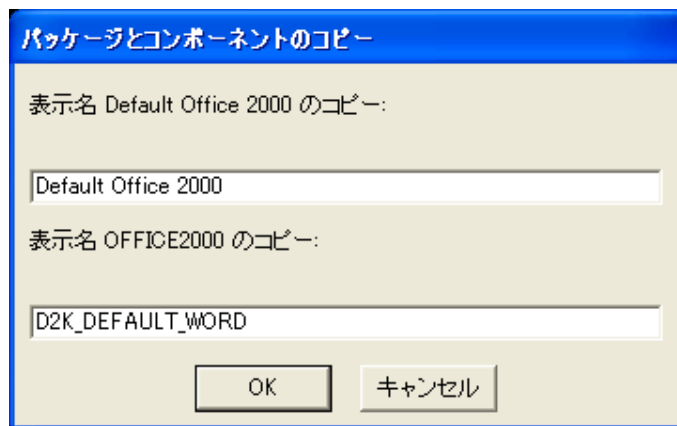 パッケージとコンポーネントのコピー
表示名 Default Office 2000 のコピー:
Default Office 2000
表示名 OFFICE2000 のコピー:
D2K_DEFAULT_WORD
OK キャンセル